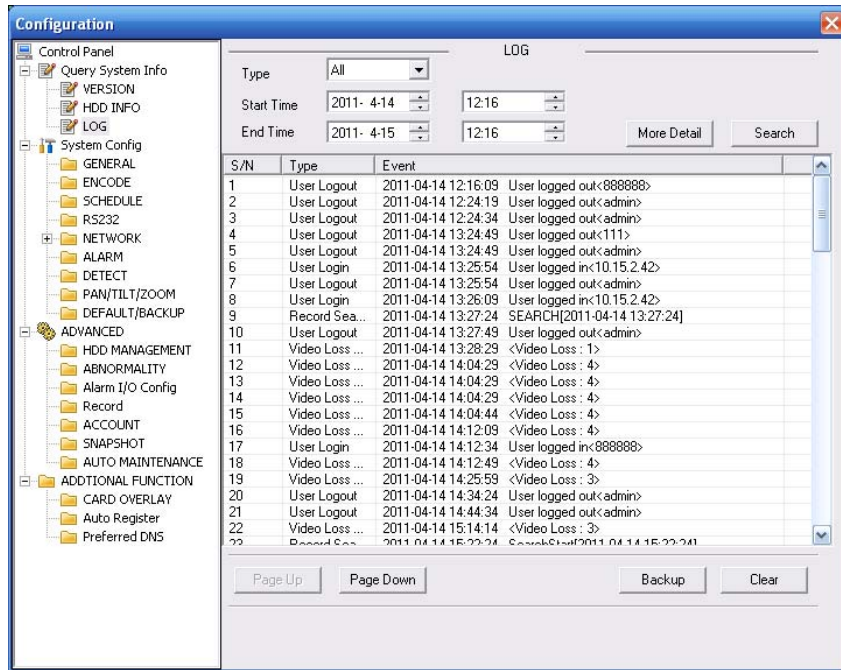 Configuration
Control Panel
Query System Info
VERSION
HDD INFO
LOG
System Config
GENERAL
ENCODE
SCHEDULE
RS232
NETWORK
ALARM
DETECT
PAN/TILT/ZOOM
DEFAULT/BACKUP
ADVANCED
HDD MANAGEMENT
ABNORMALITY
Alarm I/O Config
Record
ACCOUNT
SNAPSHOT
AUTO MAINTENANCE
ADDTIONAL FUNCTION
CARD OVERLAY
Auto Register
Preferred DNS
LOG
Type All
Start Time 2011- 4-14 12:16
End Time 2011- 4-15 12:16 More Detail Search
S/N Type Event
1 User Logout 2011-04-14 12:16:09 User logged out<888888>
2 User Logout 2011-04-14 12:24:19 User logged out<admin>
3 User Logout 2011-04-14 12:24:34 User logged out<admin>
4 User Logout 2011-04-14 13:24:49 User logged out<111>
5 User Logout 2011-04-14 13:24:49 User logged out<admin>
6 User Login 2011-04-14 13:25:54 User logged in<10.15.2.42>
7 User Logout 2011-04-14 13:25:54 User logged out<admin>
8 User Login 2011-04-14 13:26:09 User logged in<10.15.2.42>
9 Record Sea... 2011-04-14 13:27:24 SEARCH[2011-04-14 13:27:24]
10 User Logout 2011-04-14 13:27:49 User logged out<admin>
11 Video Loss ... 2011-04-14 13:28:29 <Video Loss : 1>
12 Video Loss ... 2011-04-14 14:04:29 <Video Loss : 4>
13 Video Loss ... 2011-04-14 14:04:29 <Video Loss : 4>
14 Video Loss ... 2011-04-14 14:04:29 <Video Loss : 4>
15 Video Loss ... 2011-04-14 14:04:44 <Video Loss : 4>
16 Video Loss ... 2011-04-14 14:12:09 <Video Loss : 4>
17 User Login 2011-04-14 14:12:34 User logged in<888888>
18 Video Loss ... 2011-04-14 14:12:49 <Video Loss : 4>
19 Video Loss ... 2011-04-14 14:25:59 <Video Loss : 3>
20 User Logout 2011-04-14 14:34:24 User logged out<admin>
21 User Logout 2011-04-14 14:44:34 User logged out<admin>
22 Video Loss ... 2011-04-14 15:14:14 <Video Loss : 3>
23 Record Sea... 2011-04-14 15:22:24 SearchStart[2011-04-14 15:22:24]
Page Up Page Down Backup Clear